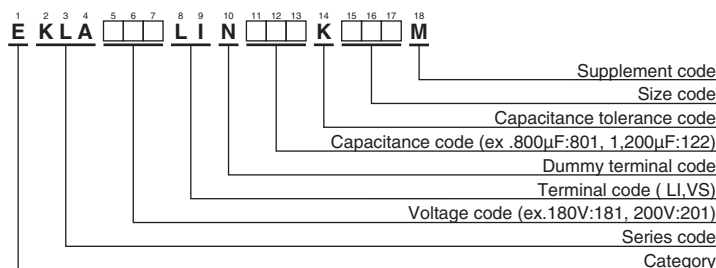 1 2 3 4 5 6 7 8 9 10 11 12 13 14 15 16 17 18
E K L A L I N K M
Supplement code
Size code
Capacitance tolerance code
Capacitance code (ex .800μF:801, 1,200μF:122)
Dummy terminal code
Terminal code ( LI,VS)
Voltage code (ex.180V:181, 200V:201)
Series code
Category